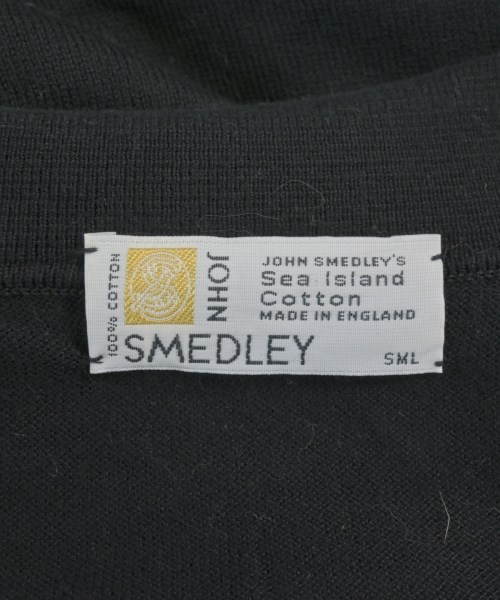 100% COTTON
JOHN
SMEDLEY
JOHN SMEDLEY'S
Sea Island
Cotton
MADE IN ENGLAND
SML